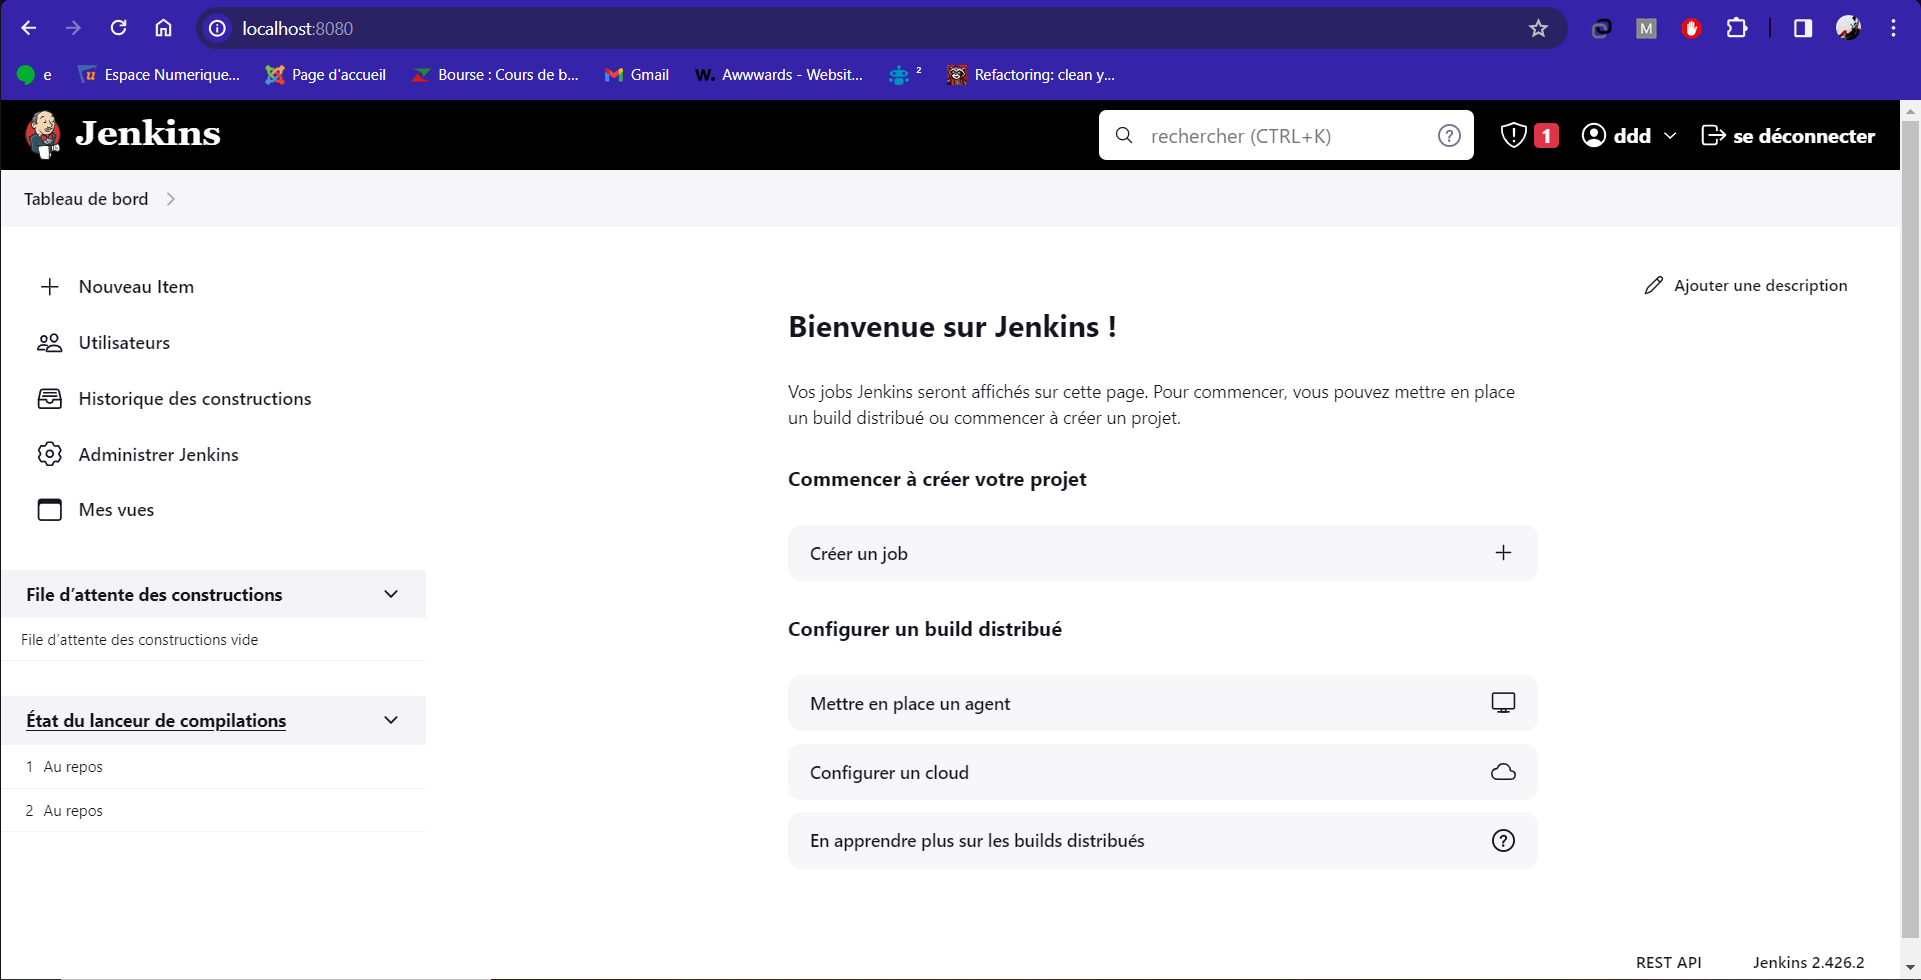 localhost:8080
e
Espace Numerique...
Page d'accueil
Bourse : Cours de b...
Gmail
W. Awwwards - Websit...
2
Refactoring: clean y...
M
Jenkins
rechercher (CTRL+K)
1
ddd
se déconnecter
Tableau de bord
Nouveau Item
Utilisateurs
Historique des constructions
Administrer Jenkins
Mes vues
File d’attente des constructions
File d’attente des constructions vide
État du lanceur de compilations
1 Au repos
2 Au repos
Ajouter une description
Bienvenue sur Jenkins !
Vos jobs Jenkins seront affichés sur cette page. Pour commencer, vous pouvez mettre en place
un build distribué ou commencer à créer un projet.
Commencer à créer votre projet
Créer un job
Configurer un build distribué
Mettre en place un agent
Configurer un cloud
En apprendre plus sur les builds distribués
REST API
Jenkins 2.426.2